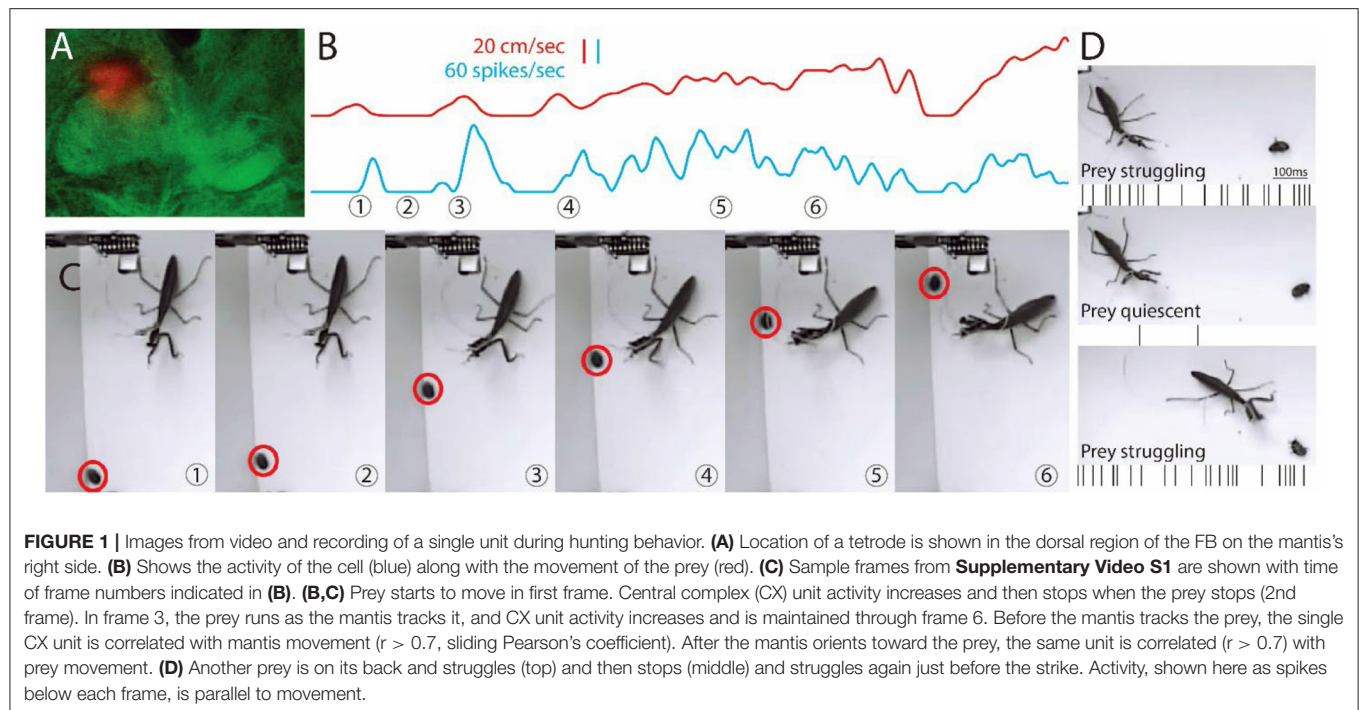 A
B
20 cm/sec
60 spikes/sec
① ② ③ ④ ⑤ ⑥
C
① ② ③ ④ ⑤ ⑥
D
Prey struggling
100ms
Prey quiescent
Prey struggling
FIGURE 1 | Images from video and recording of a single unit during hunting behavior. (A) Location of a tetrode is shown in the dorsal region of the FB on the mantis's
right side. (B) Shows the activity of the cell (blue) along with the movement of the prey (red). (C) Sample frames from Supplementary Video S1 are shown with time
of frame numbers indicated in (B). (B,C) Prey starts to move in first frame. Central complex (CX) unit activity increases and then stops when the prey stops (2nd
frame). In frame 3, the prey runs as the mantis tracks it, and CX unit activity increases and is maintained through frame 6. Before the mantis tracks the prey, the single
CX unit is correlated with mantis movement (r > 0.7, sliding Pearson's coefficient). After the mantis orients toward the prey, the same unit is correlated (r > 0.7) with
prey movement. (D) Another prey is on its back and struggles (top) and then stops (middle) and struggles again just before the strike. Activity, shown here as spikes
below each frame, is parallel to movement.